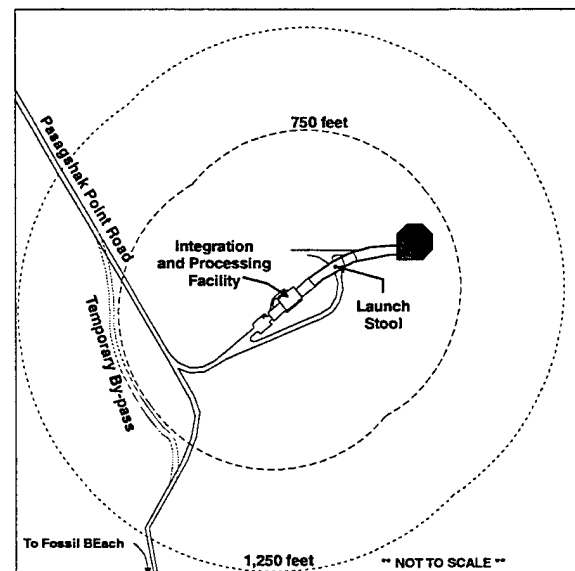 750 feet
Pasagshak Point Road
Integration
and Processing
Facility
Launch
Stool
Temporary By-pass
To Fossil BEach
1,250 feet
** NOT TO SCALE **